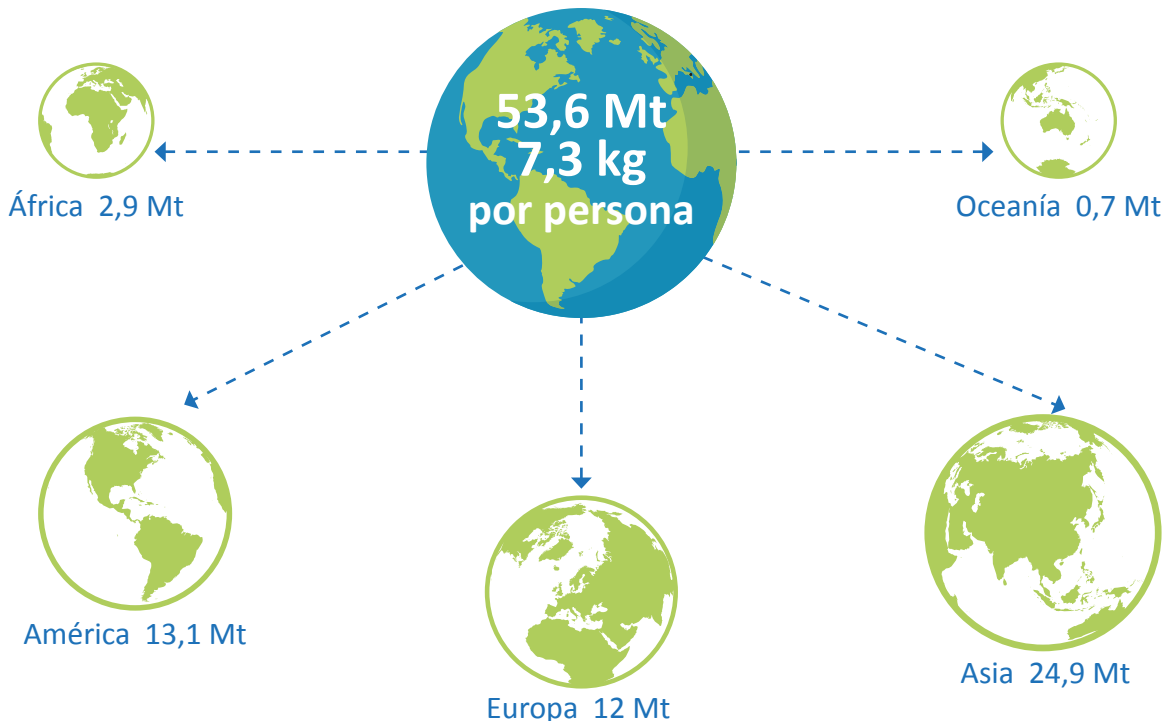 53,6 Mt
7,3 kg
por persona
África 2,9 Mt
Oceanía 0,7 Mt
América 13,1 Mt
Europa 12 Mt
Asia 24,9 Mt